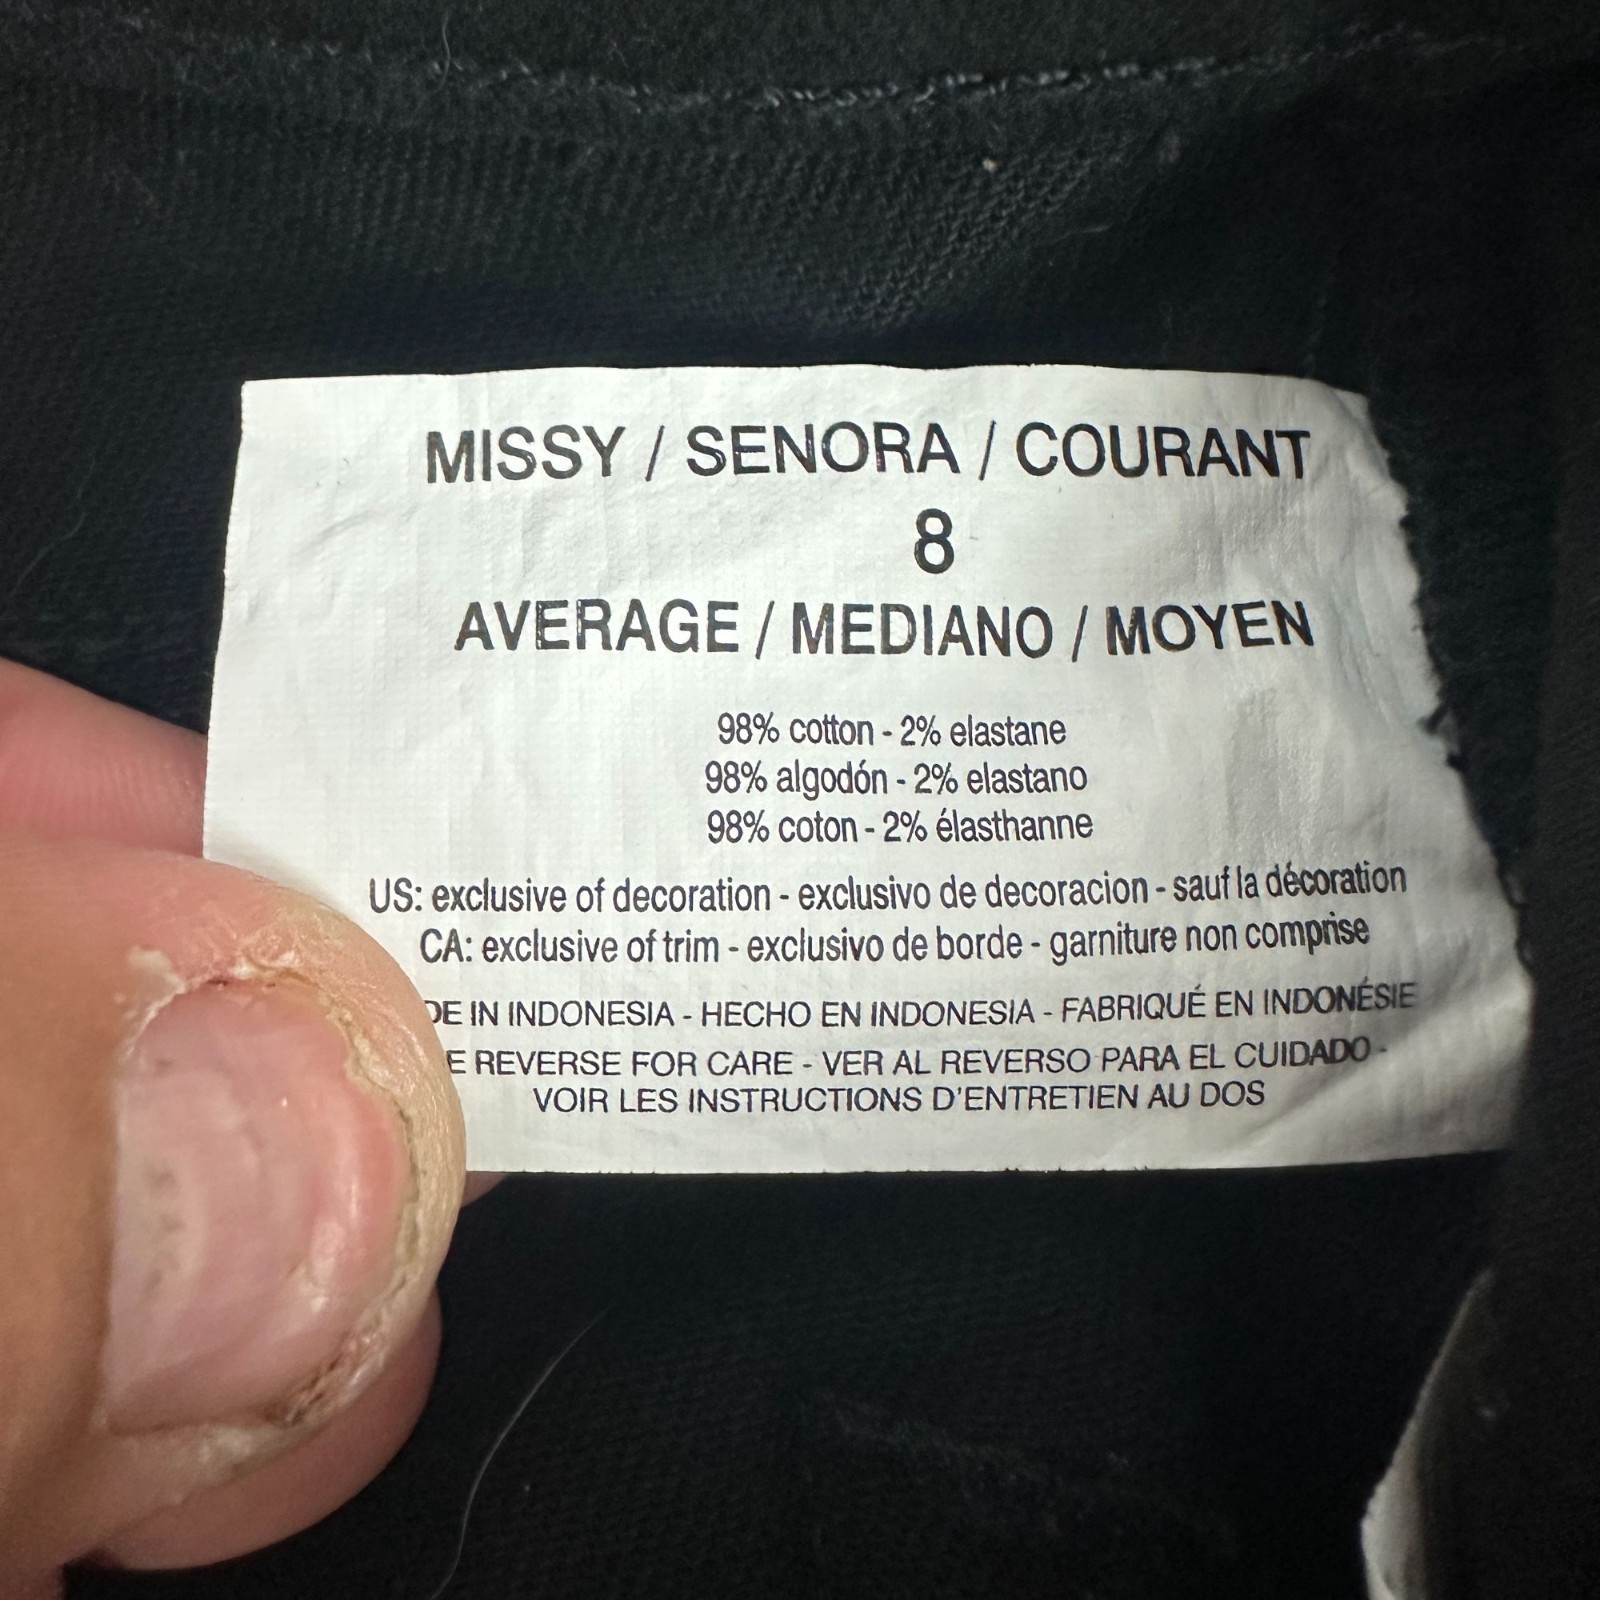 MISSY / SENORA / COURANT
8
AVERAGE / MEDIANO / MOYEN
98% cotton - 2% elastane
98% algodón - 2% elastano
98% coton - 2% élasthanne
US: exclusive of decoration - exclusivo de decoracion - sauf la décoration
CA: exclusive of trim - exclusivo de borde - garniture non comprise
IN INDONESIA - HECHO EN INDONESIA - FABRIQUÉ EN INDONÉSIE
REVERSE FOR CARE - VER AL REVERSO PARA EL CUIDADO -
VOIR LES INSTRUCTIONS D'ENTRETIEN AU DOS